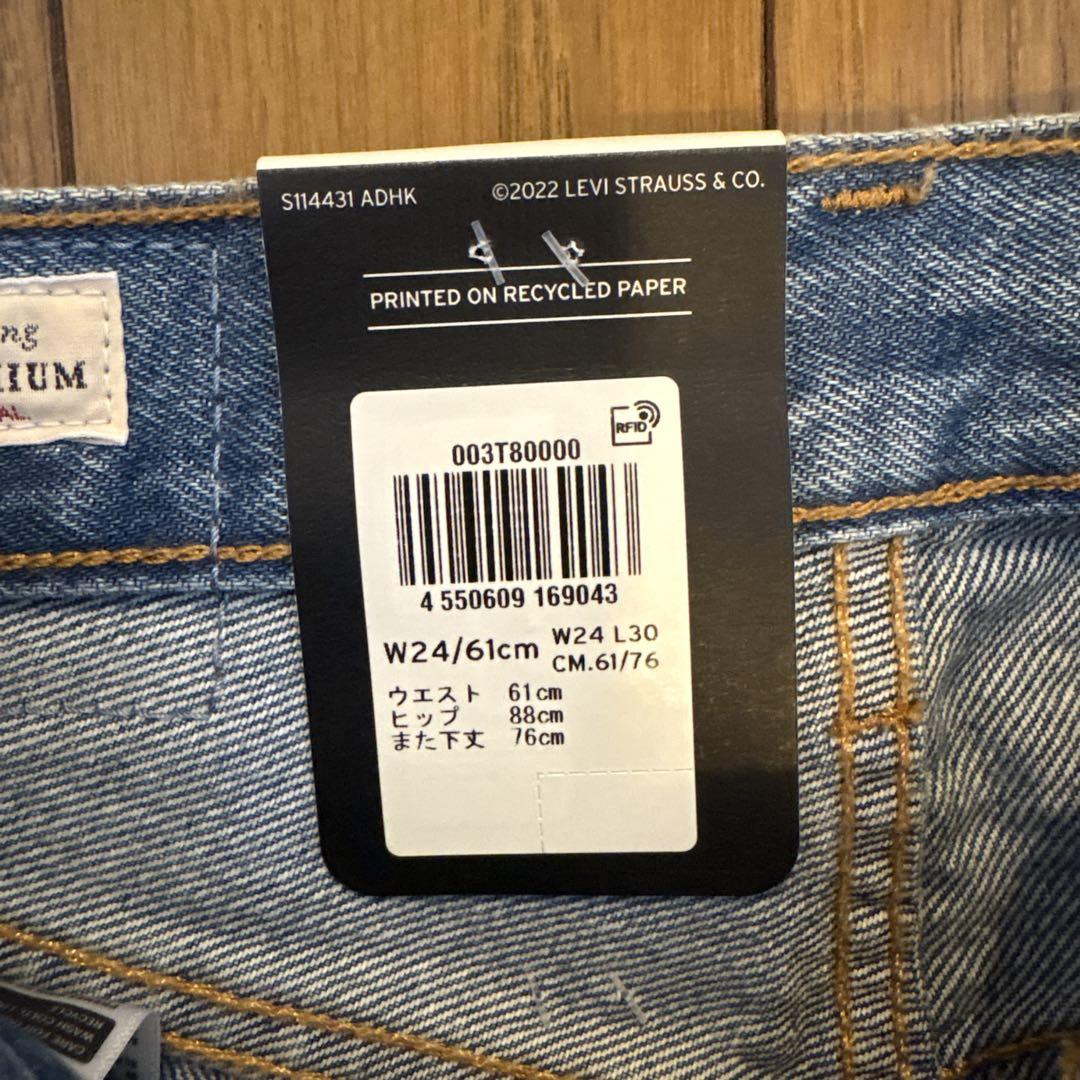 S114431 ADHK
©2022 LEVI STRAUSS & CO.
PRINTED ON RECYCLED PAPER
RFID
003T80000
4 550609 169043
W24/61cm
W24 L30
CM.61/76
ウエスト 61cm
ヒップ 88cm
また下丈 76cm